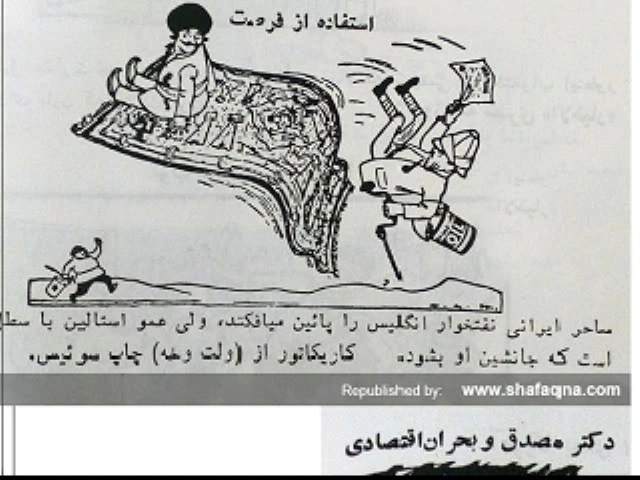 استفاده از فرصت
OIL
ساحر ایرانی نفتخوار انگلیس را پائین میافکند، ولی عمو استالین با سطل
است که جانشین او بشود. کاریکاتور از (ولت وخه) چاپ سوئیس.
Republished by: www.shafaqna.com
دکتر مصدق و بحران اقتصادی